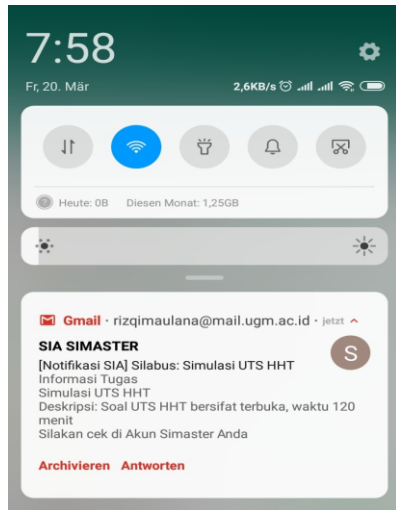 7:58
Fr, 20. Mär
2,6KB/s
Heute: 0B Diesen Monat: 1,25GB
Gmail · rizqimaulana@mail.ugm.ac.id · jetzt
SIA SIMASTER
S
[Notifikasi SIA] Silabus: Simulasi UTS HHT
Informasi Tugas
Simulasi UTS HHT
Deskripsi: Soal UTS HHT bersifat terbuka, waktu 120
menit
Silakan cek di Akun Simaster Anda
Archivieren Antworten